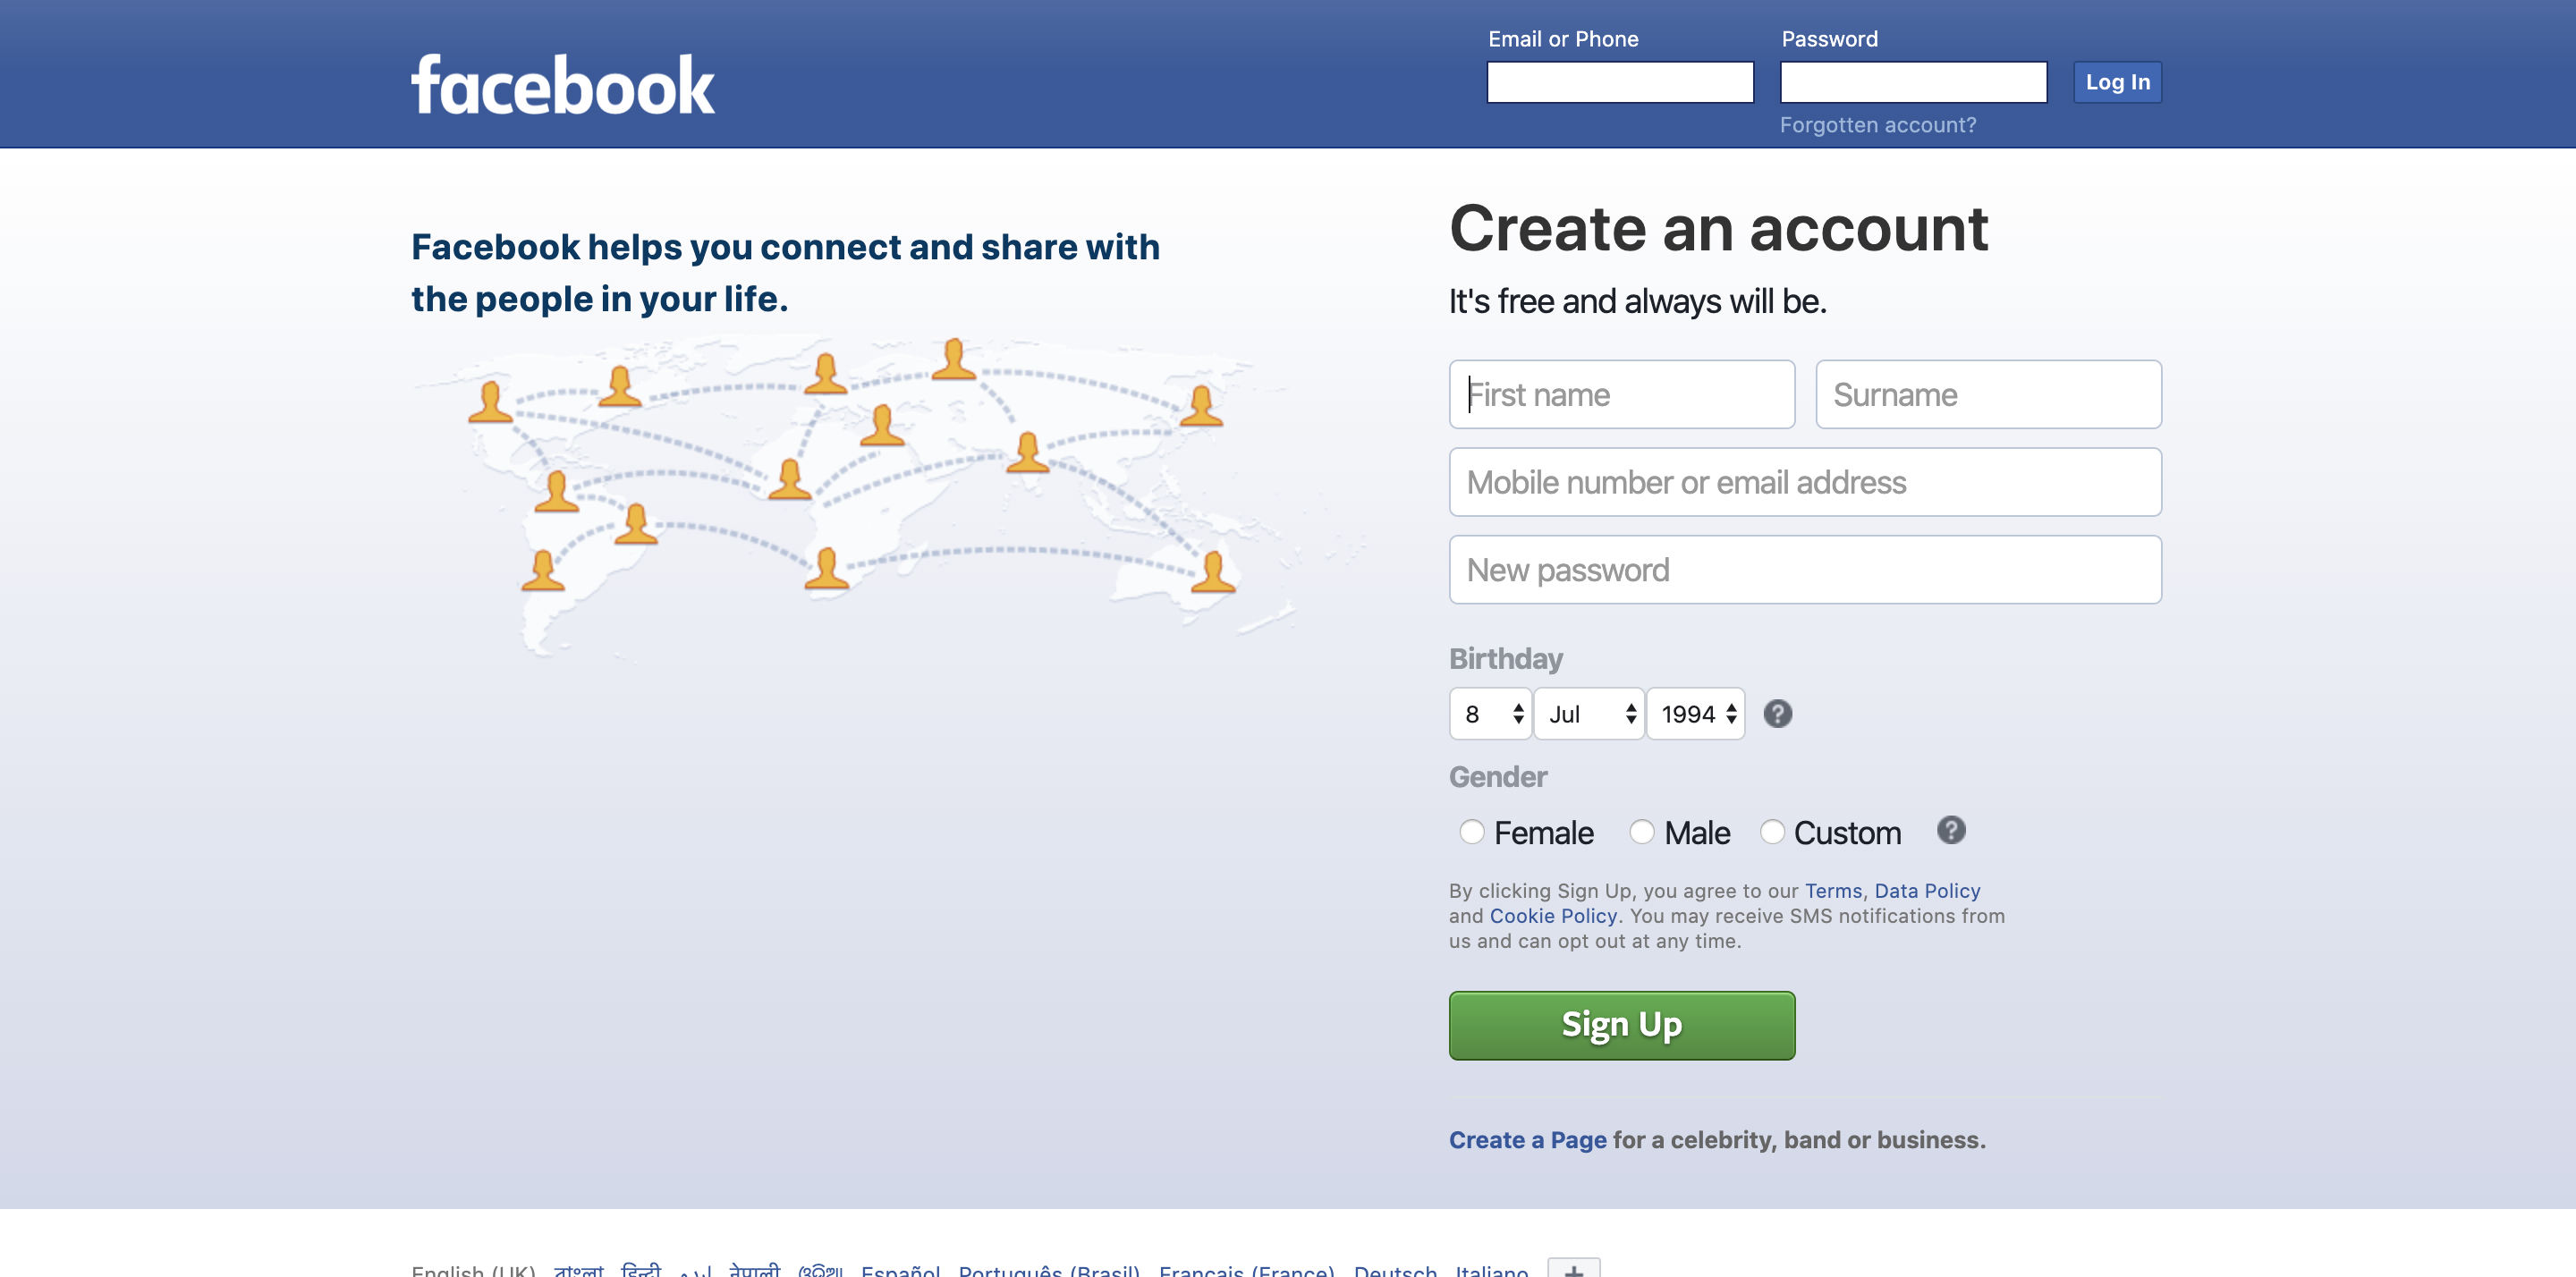 facebook
Email or Phone
Password
Log In
Forgotten account?
Facebook helps you connect and share with
the people in your life.
Create an account
It's free and always will be.
First name
Surname
Mobile number or email address
New password
Birthday
8 Jul 1994 ?
Gender
Female Male Custom ?
By clicking Sign Up, you agree to our Terms, Data Policy
and Cookie Policy. You may receive SMS notifications from
us and can opt out at any time.
Sign Up
Create a Page for a celebrity, band or business.
English (UK) বাংলা हिन्दी اردو नेपाली ଓଡ଼ିଆ Español Português (Brasil) Français (France) Deutsch Italiano +